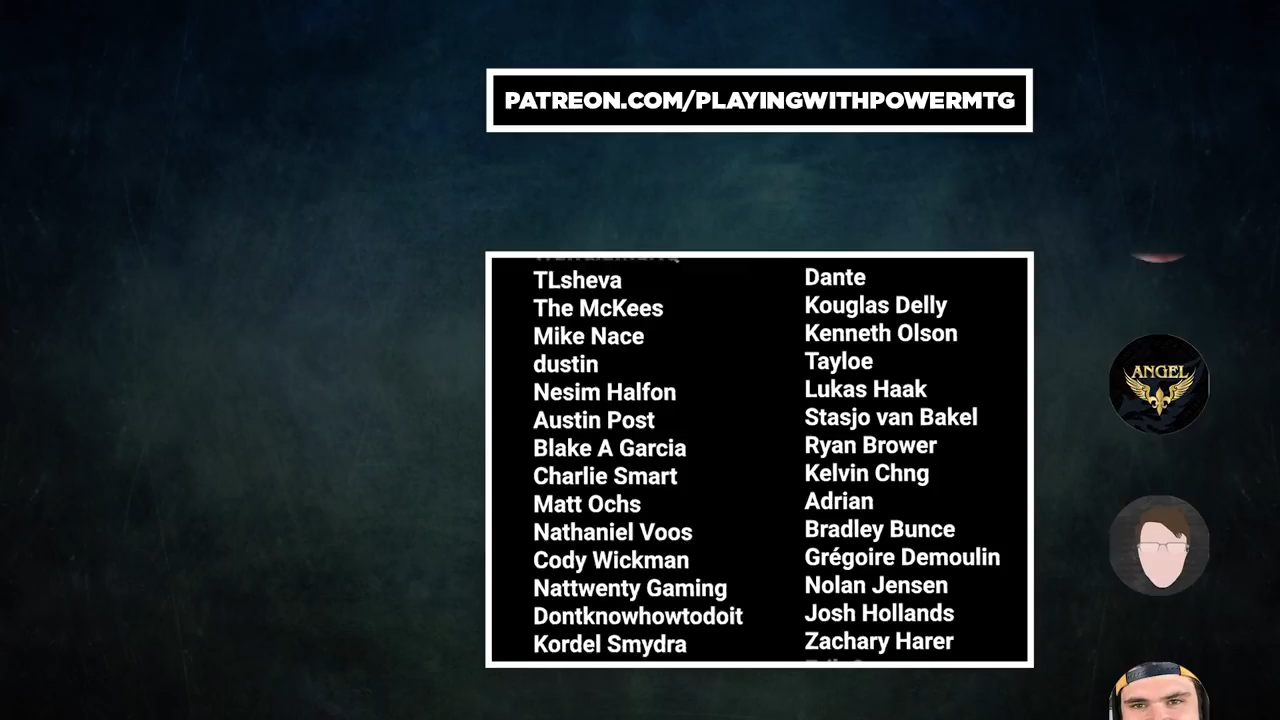 PATREON.COM/PLAYINGWITHPOWERMTG
TLsheva
The McKees
Mike Nace
dustin
Nesim Halfon
Austin Post
Blake A Garcia
Charlie Smart
Matt Ochs
Nathaniel Voos
Cody Wickman
Nattwenty Gaming
Dontknowhowtodoit
Kordel Smydra
Dante
Kouglas Delly
Kenneth Olson
Tayloe
Lukas Haak
Stasjo van Bakel
Ryan Brower
Kelvin Chng
Adrian
Bradley Bunce
Grégoire Demoulin
Nolan Jensen
Josh Hollands
Zachary Harer
ANGEL